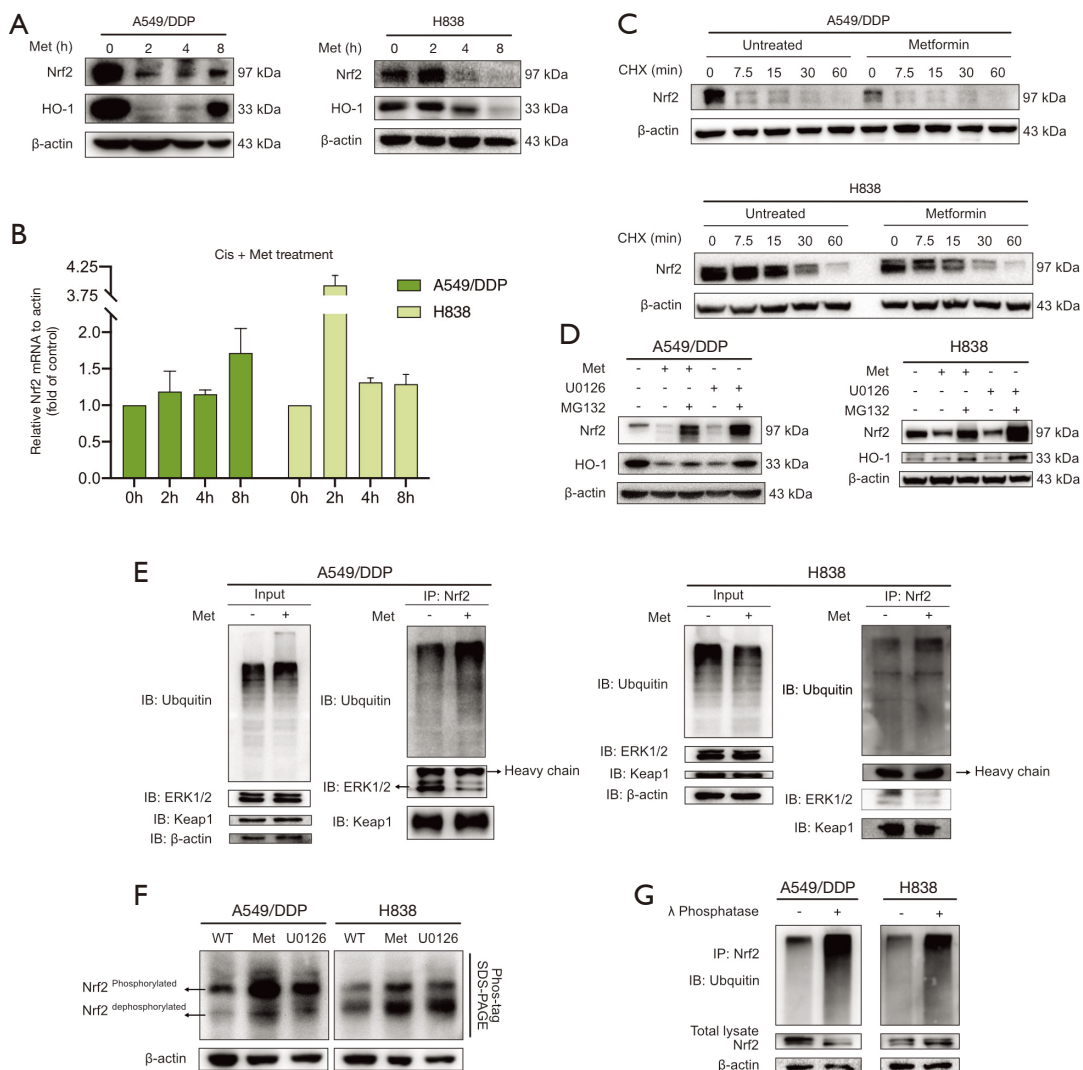 A
A549/DDP
Met (h) 0 2 4 8
Nrf2 97 kDa
HO-1 33 kDa
β-actin 43 kDa
H838
0 2 4 8
Met (h)
Nrf2 97 kDa
HO-1 33 kDa
β-actin 43 kDa
B
Cis + Met treatment
Relative Nrf2 mRNA to actin
(fold of control)
4.25
3.75
2.0
1.5
1.0
0.5
0.0
0h 2h 4h 8h 0h 2h 4h 8h
A549/DDP
H838
C
A549/DDP
Untreated Metformin
CHX (min) 0 7.5 15 30 60 0 7.5 15 30 60
Nrf2 97 kDa
β-actin 43 kDa
H838
Untreated Metformin
CHX (min) 0 7.5 15 30 60 0 7.5 15 30 60
Nrf2 97 kDa
β-actin 43 kDa
D
A549/DDP
Met - + + - -
U0126 - - - + +
MG132 - - + - +
Nrf2 97 kDa
HO-1 33 kDa
β-actin 43 kDa
H838
Met - + + - -
U0126 - - - + +
MG132 - - + - +
Nrf2 97 kDa
HO-1 33 kDa
β-actin 43 kDa
E
A549/DDP
Input IP: Nrf2
Met - + Met - +
IB: Ubquitin IB: Ubquitin
Heavy chain
IB: ERK1/2 IB: ERK1/2
IB: Keap1 IB: Keap1
IB: β-actin
H838
Input IP: Nrf2
Met - + Met - +
IB: Ubquitin IB: Ubquitin
IB: ERK1/2
IB: Keap1 Heavy chain
IB: β-actin IB: ERK1/2
IB: Keap1
F
A549/DDP H838
WT Met U0126 WT Met U0126
Nrf2 Phosphorylated
Nrf2 dephosphorylated
Phos-tag
SDS-PAGE
β-actin
G
A549/DDP H838
λ Phosphatase - + - +
IP: Nrf2
IB: Ubquitin
Total lysate
Nrf2
β-actin